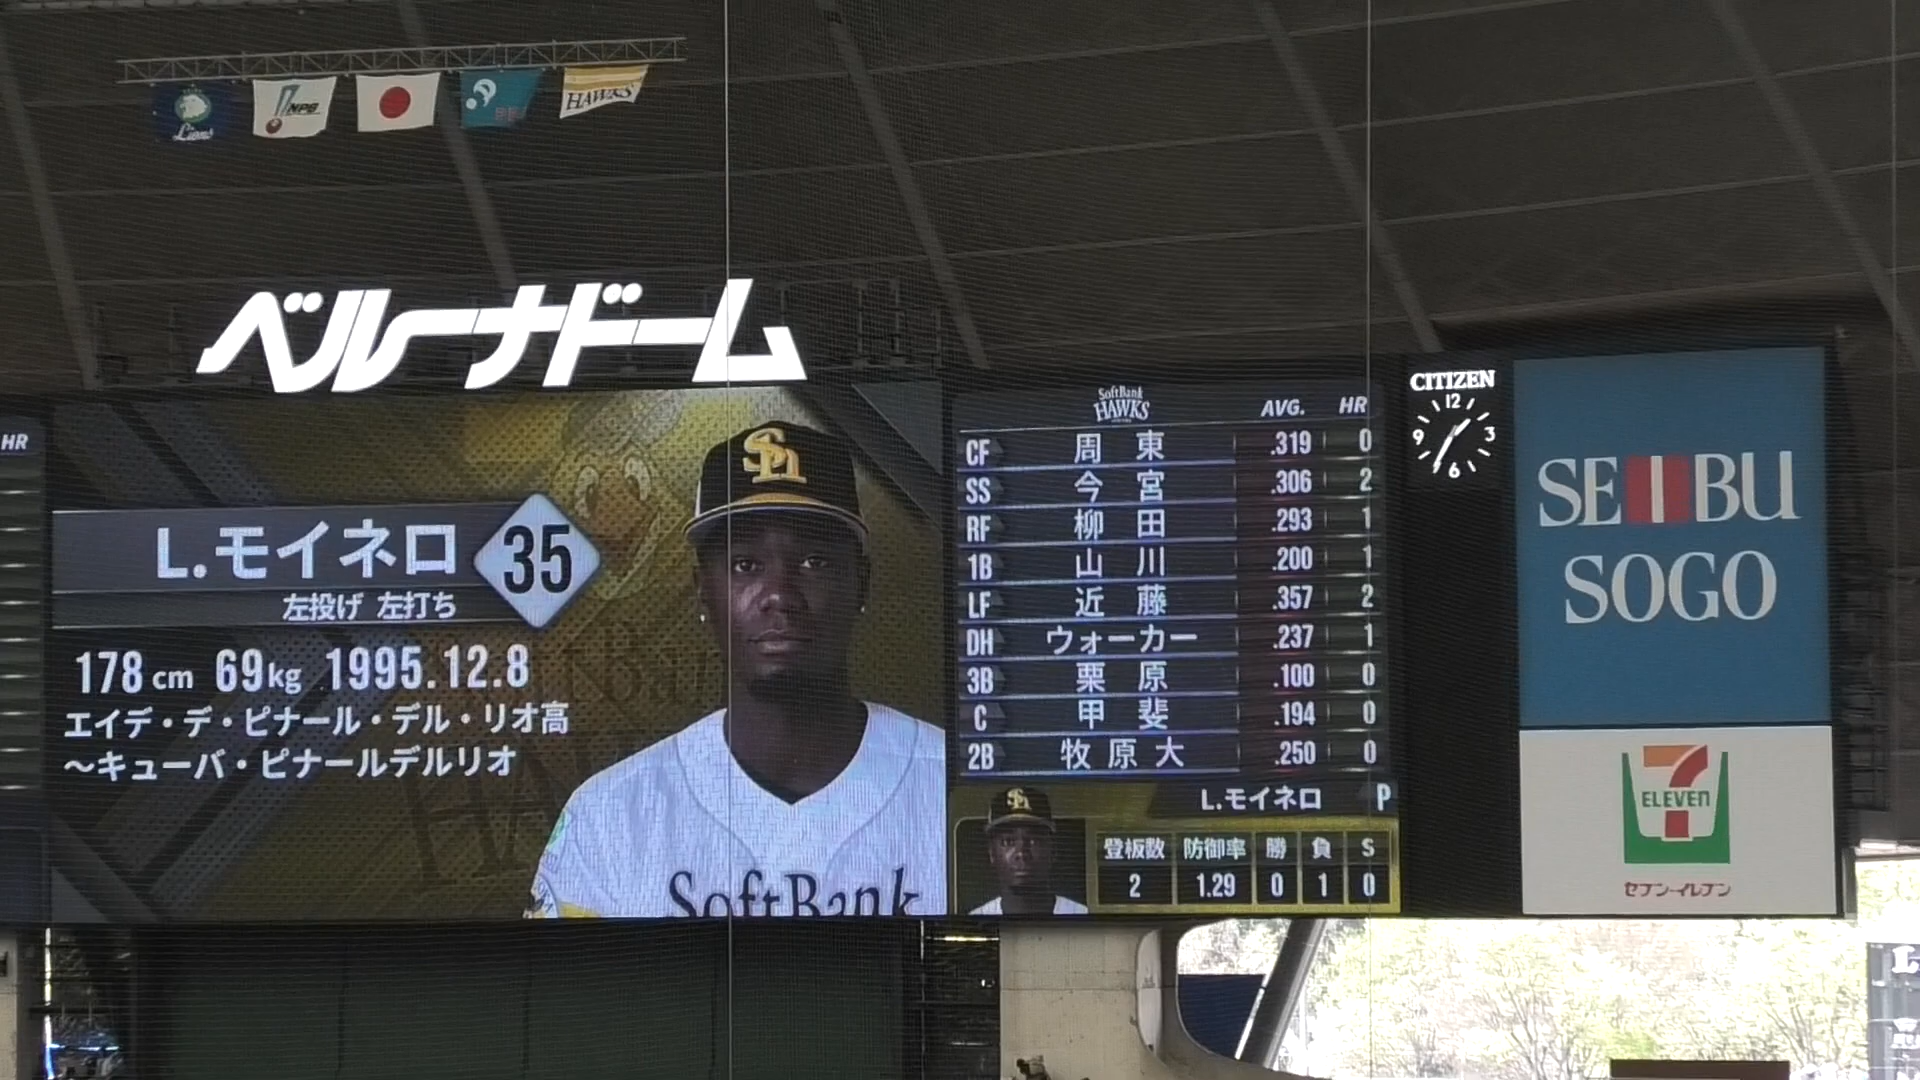 Lions
NPB
HAWKS
ベルーナドーム
HR
L.モイネロ 35
左投げ 左打ち
178cm 69kg 1995.12.8
エイデ・デ・ピナール・デル・リオ高
～キューバ・ピナールデルリオ
SoftBank
SoftBank
HAWKS
AVG. HR
CF 周東 .319 0
SS 今宮 .306 2
RF 柳田 .293 1
1B 山川 .200 1
LF 近藤 .357 2
DH ウォーカー .237 1
3B 栗原 .100 0
C 甲斐 .194 0
2B 牧原大 .250 0
L.モイネロ P
登板数 防御率 勝 負 S
2 1.29 0 1 0
CITIZEN
12
9 3
6
SEIBU
SOGO
7
ELEVEN
セブン-イレブン